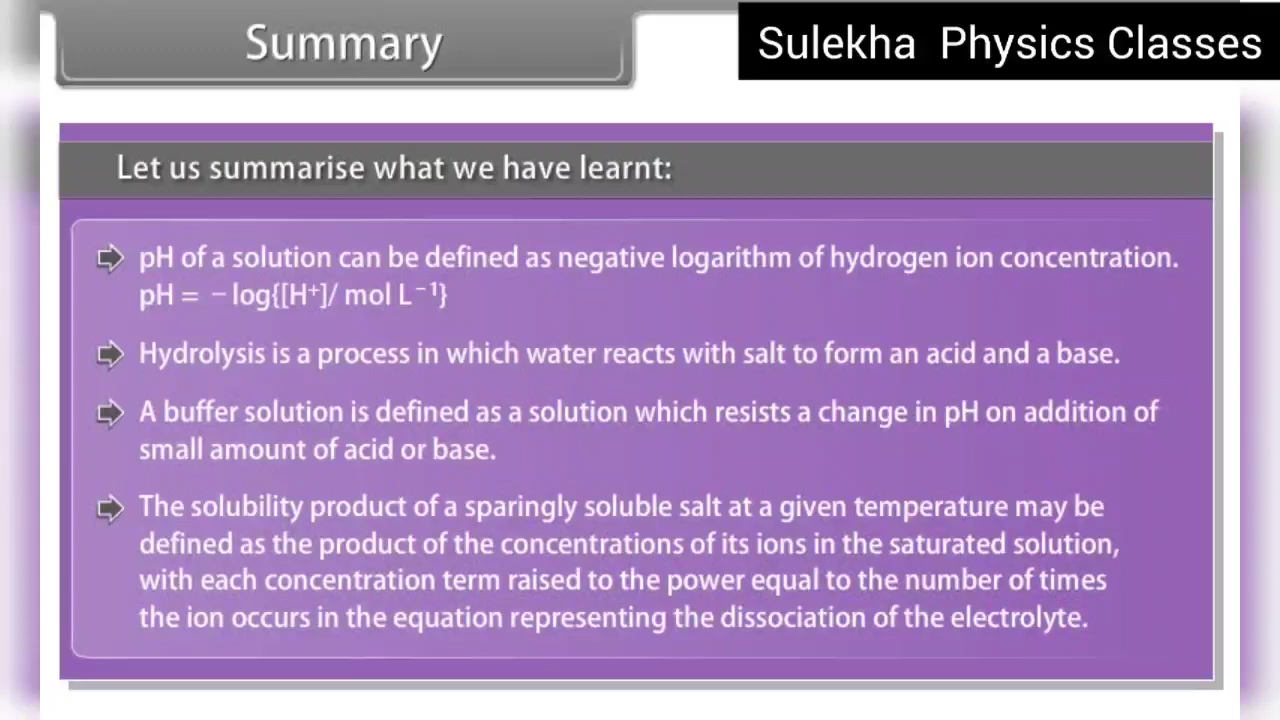 Summary
Sulekha Physics Classes
Let us summarise what we have learnt:
pH of a solution can be defined as negative logarithm of hydrogen ion concentration.
pH = −log{[H⁺]/ mol L⁻¹}
Hydrolysis is a process in which water reacts with salt to form an acid and a base.
A buffer solution is defined as a solution which resists a change in pH on addition of
small amount of acid or base.
The solubility product of a sparingly soluble salt at a given temperature may be
defined as the product of the concentrations of its ions in the saturated solution,
with each concentration term raised to the power equal to the number of times
the ion occurs in the equation representing the dissociation of the electrolyte.